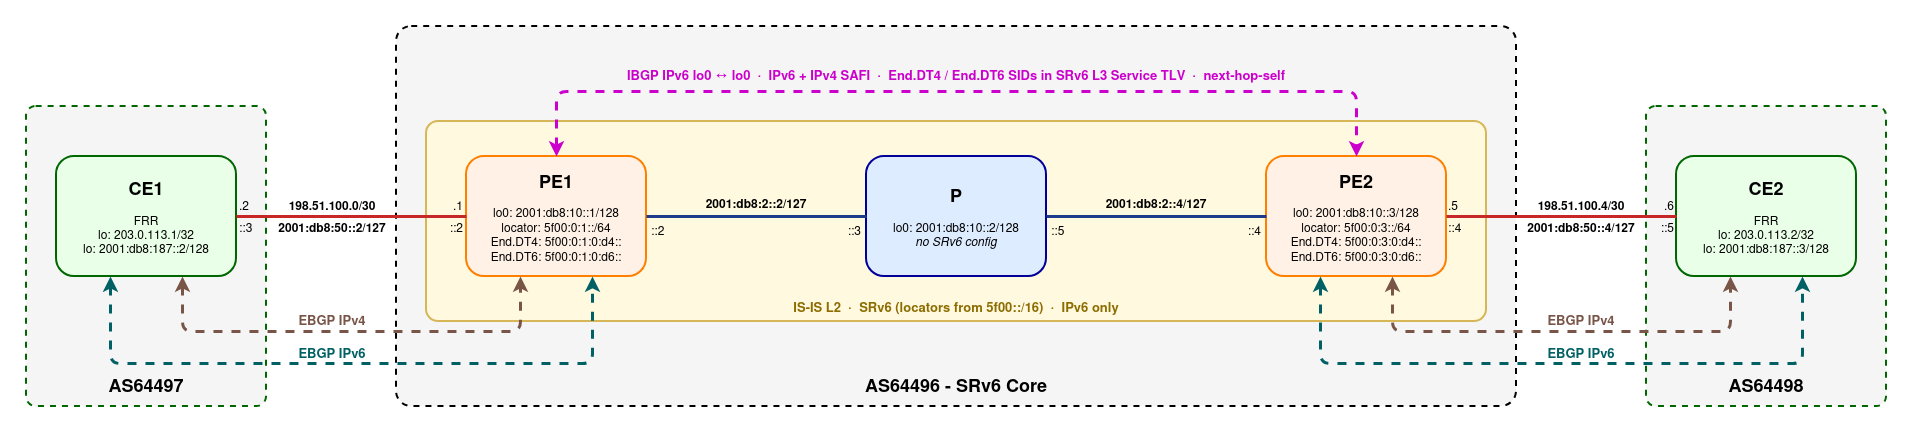 IBGP IPv6 lo0 ↔ lo0 · IPv6 + IPv4 SAFI · End.DT4 / End.DT6 SIDs in SRv6 L3 Service TLV · next-hop-self
CE1
FRR
lo: 203.0.113.1/32
lo: 2001:db8:187::2/128
.2
::3
198.51.100.0/30
2001:db8:50::2/127
.1
::2
PE1
lo0: 2001:db8:10::1/128
locator: 5f00:0:1::/64
End.DT4: 5f00:0:1:0:d4::
End.DT6: 5f00:0:1:0:d6::
2001:db8:2::2/127
::2
::3
P
lo0: 2001:db8:10::2/128
no SRv6 config
2001:db8:2::4/127
::5
::4
PE2
lo0: 2001:db8:10::3/128
locator: 5f00:0:3::/64
End.DT4: 5f00:0:3:0:d4::
End.DT6: 5f00:0:3:0:d6::
.5
::4
198.51.100.4/30
2001:db8:50::4/127
.6
::5
CE2
FRR
lo: 203.0.113.2/32
lo: 2001:db8:187::3/128
IS-IS L2 · SRv6 (locators from 5f00::/16) · IPv6 only
EBGP IPv4
EBGP IPv6
EBGP IPv4
EBGP IPv6
AS64497
AS64496 - SRv6 Core
AS64498